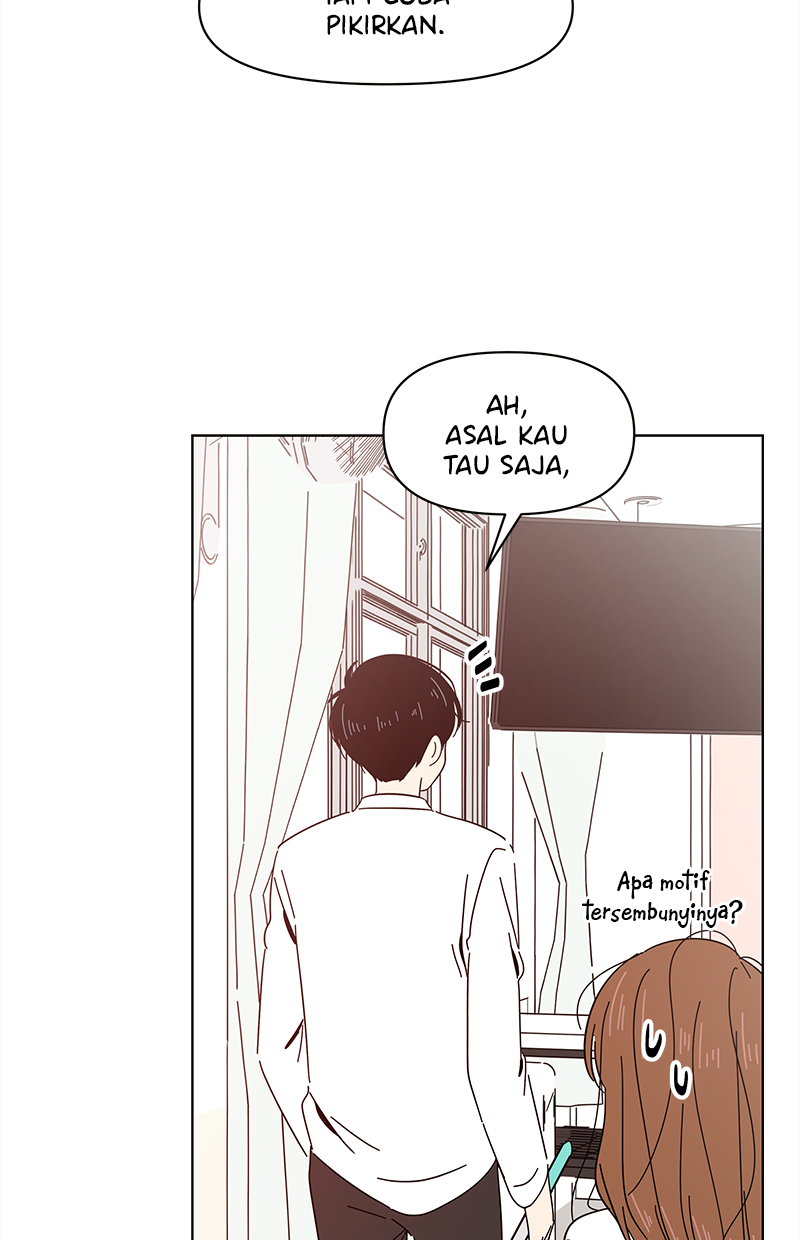 PIKIRKAN.
AH,
ASAL KAU
TAU SAJA,
Apa motif
tersembunyinya?